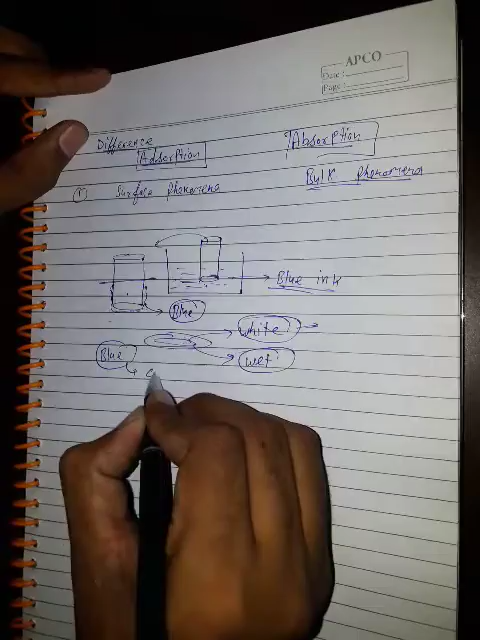 APCO
Date :
Page :
Difference
Adsorption
Absorption
① Surface phenomena
Bulk phenomena
Blue ink
Blue
white
Blue
wet